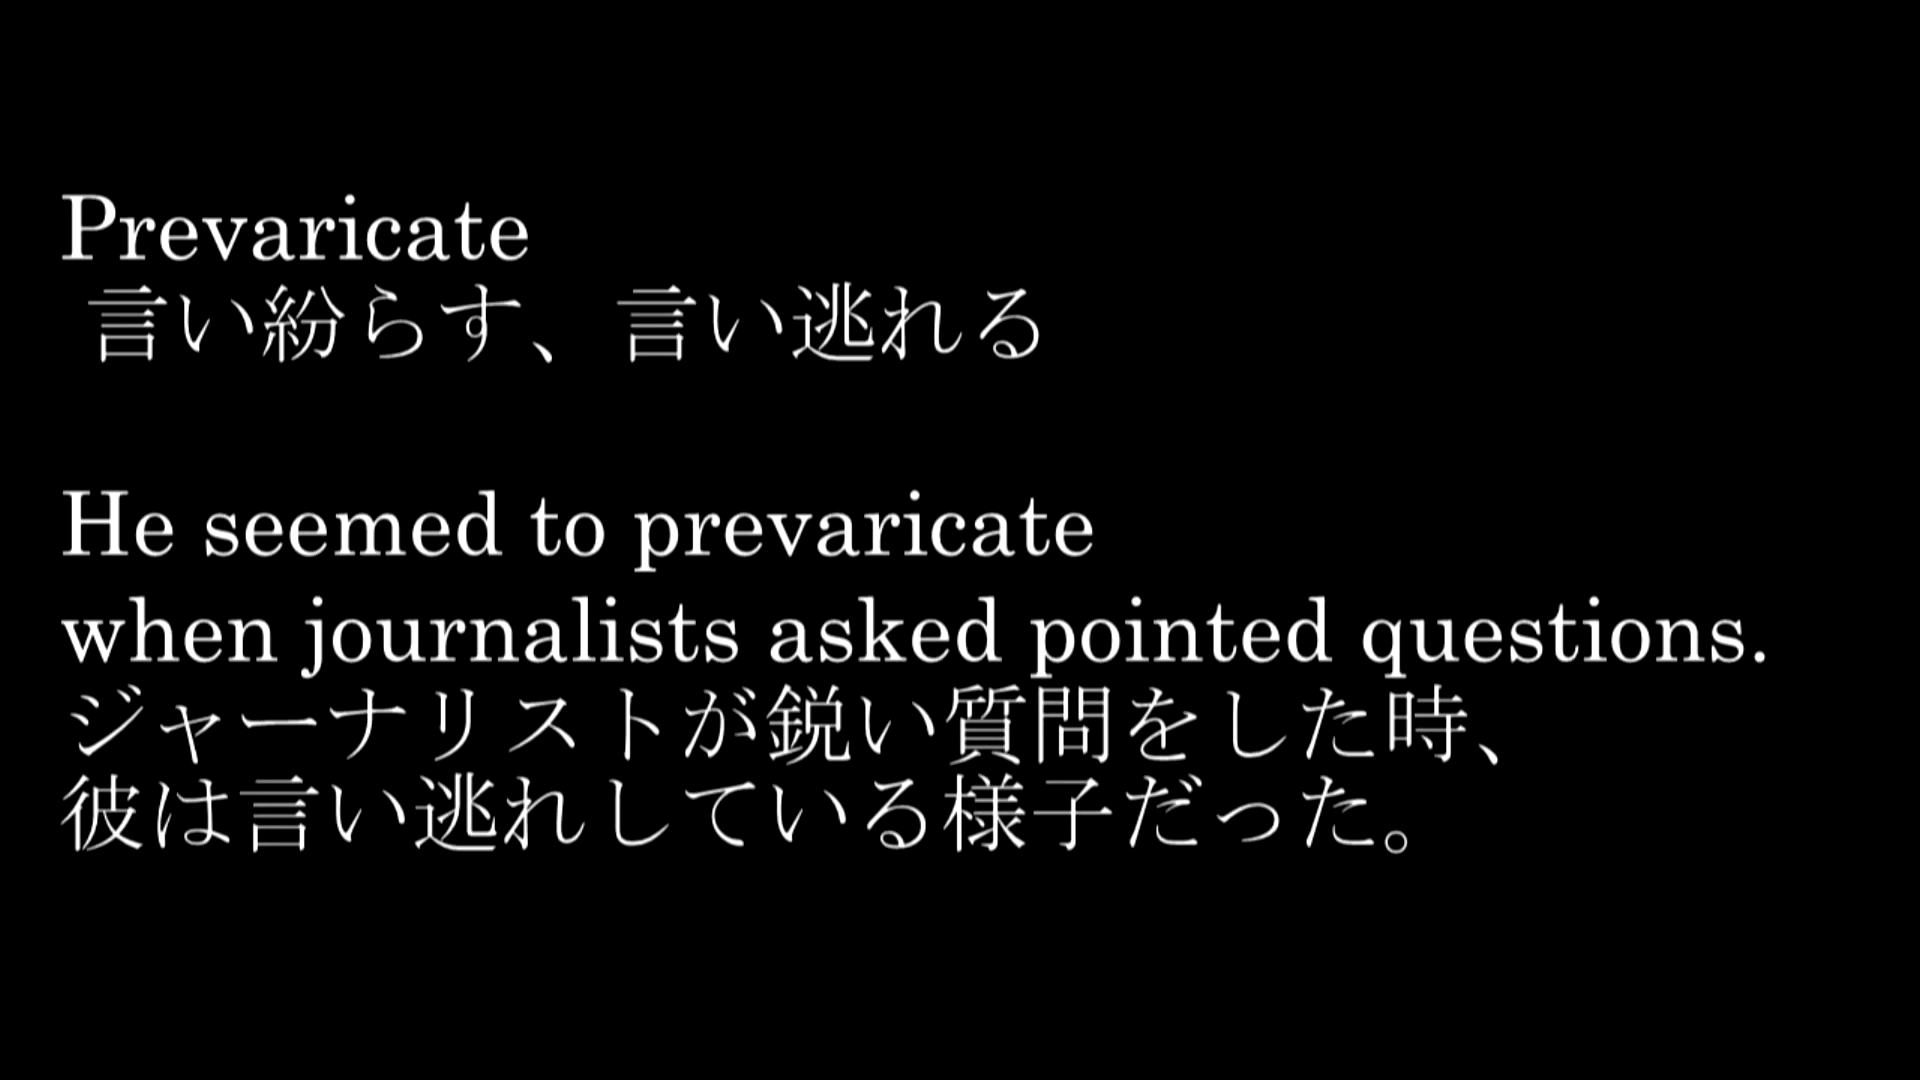 Prevaricate
言い紛らす、言い逃れる
He seemed to prevaricate
when journalists asked pointed questions.
ジャーナリストが鋭い質問をした時、
彼は言い逃れしている様子だった。